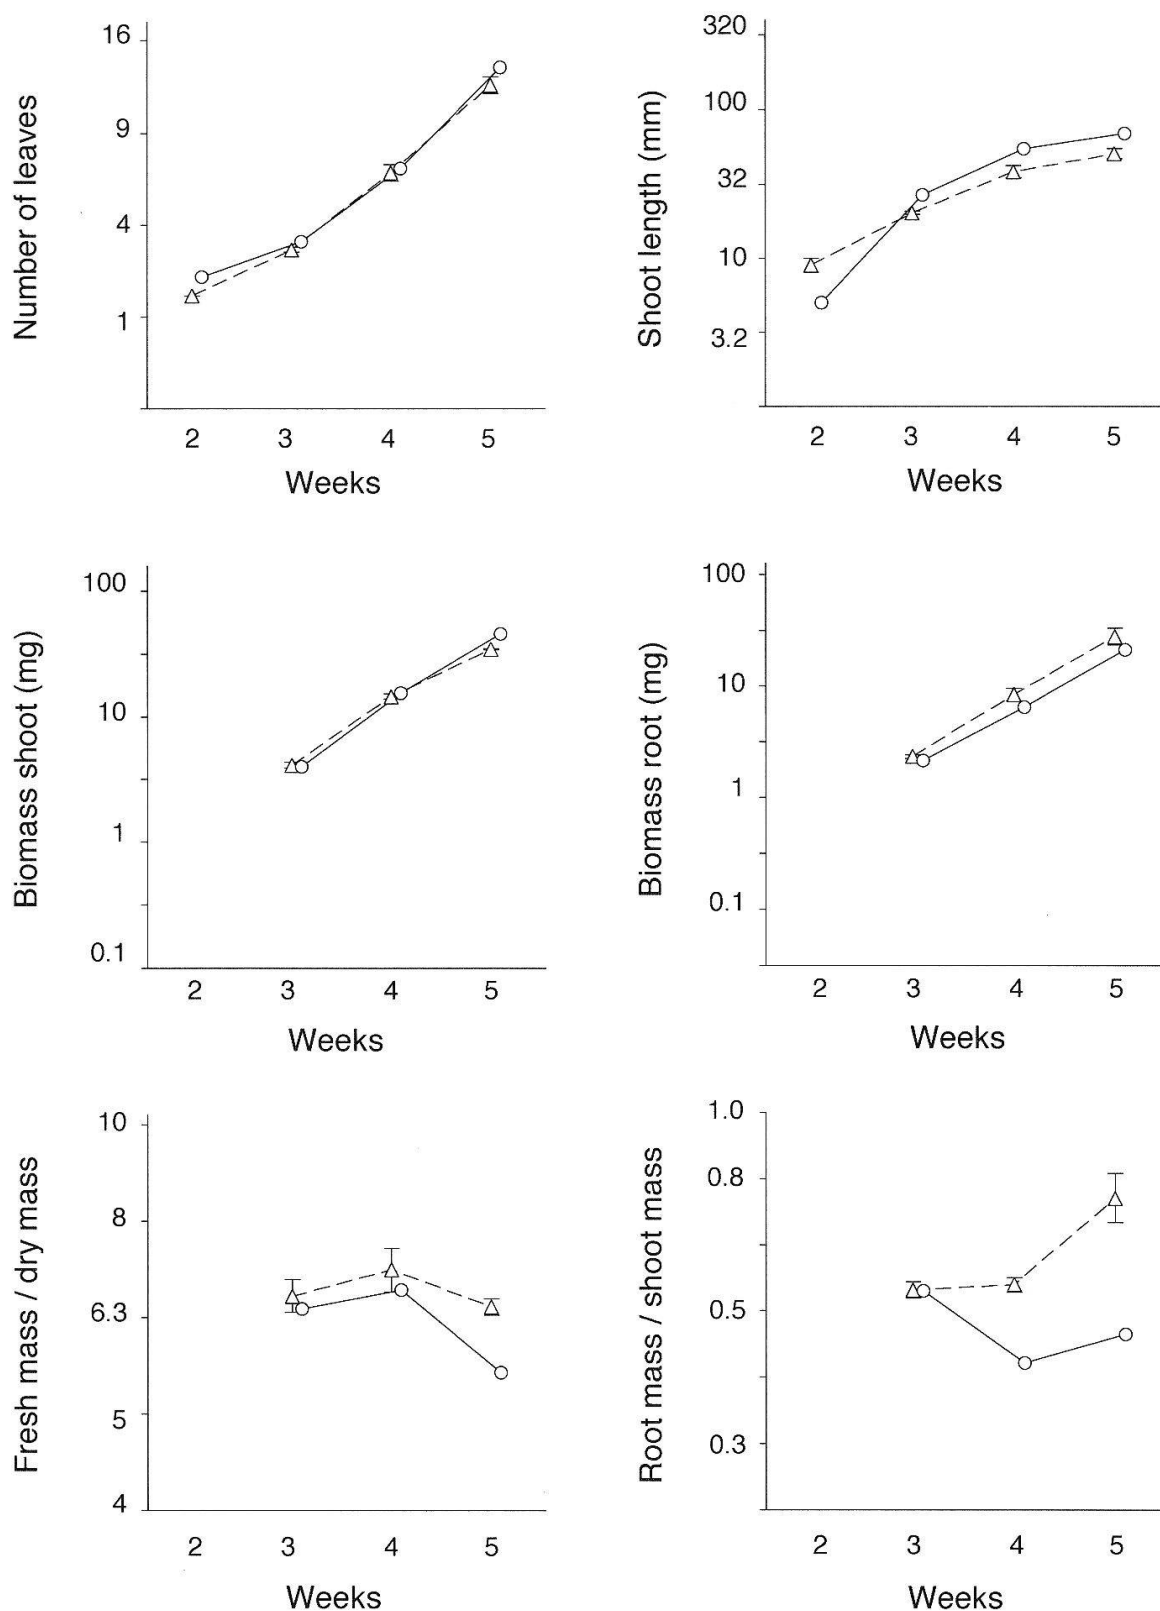 Number of leaves
16
9
4
1
2 3 4 5
Weeks
Shoot length (mm)
320
100
32
10
3.2
2 3 4 5
Weeks
Biomass shoot (mg)
100
10
1
0.1
2 3 4 5
Weeks
Biomass root (mg)
100
10
1
0.1
2 3 4 5
Weeks
Fresh mass / dry mass
10
8
6.3
5
4
2 3 4 5
Weeks
Root mass / shoot mass
1.0
0.8
0.5
0.3
2 3 4 5
Weeks